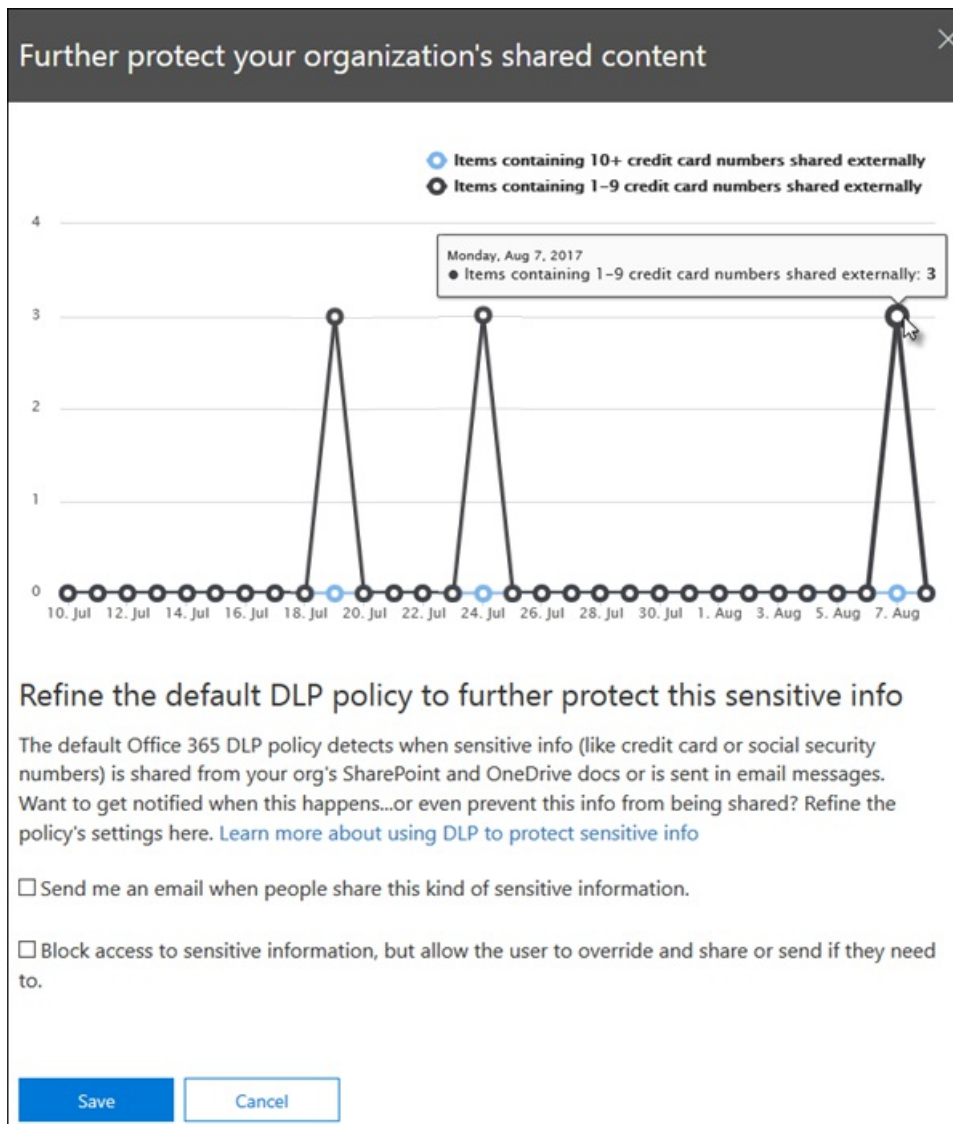 Further protect your organization's shared content
Items containing 10+ credit card numbers shared externally
Items containing 1–9 credit card numbers shared externally
4
Monday, Aug 7, 2017
● Items containing 1–9 credit card numbers shared externally: 3
3
2
1
0
10. Jul 12. Jul 14. Jul 16. Jul 18. Jul 20. Jul 22. Jul 24. Jul 26. Jul 28. Jul 30. Jul 1. Aug 3. Aug 5. Aug 7. Aug
Refine the default DLP policy to further protect this sensitive info
The default Office 365 DLP policy detects when sensitive info (like credit card or social security
numbers) is shared from your org's SharePoint and OneDrive docs or is sent in email messages.
Want to get notified when this happens...or even prevent this info from being shared? Refine the
policy's settings here. Learn more about using DLP to protect sensitive info
Send me an email when people share this kind of sensitive information.
Block access to sensitive information, but allow the user to override and share or send if they need
to.
Save Cancel